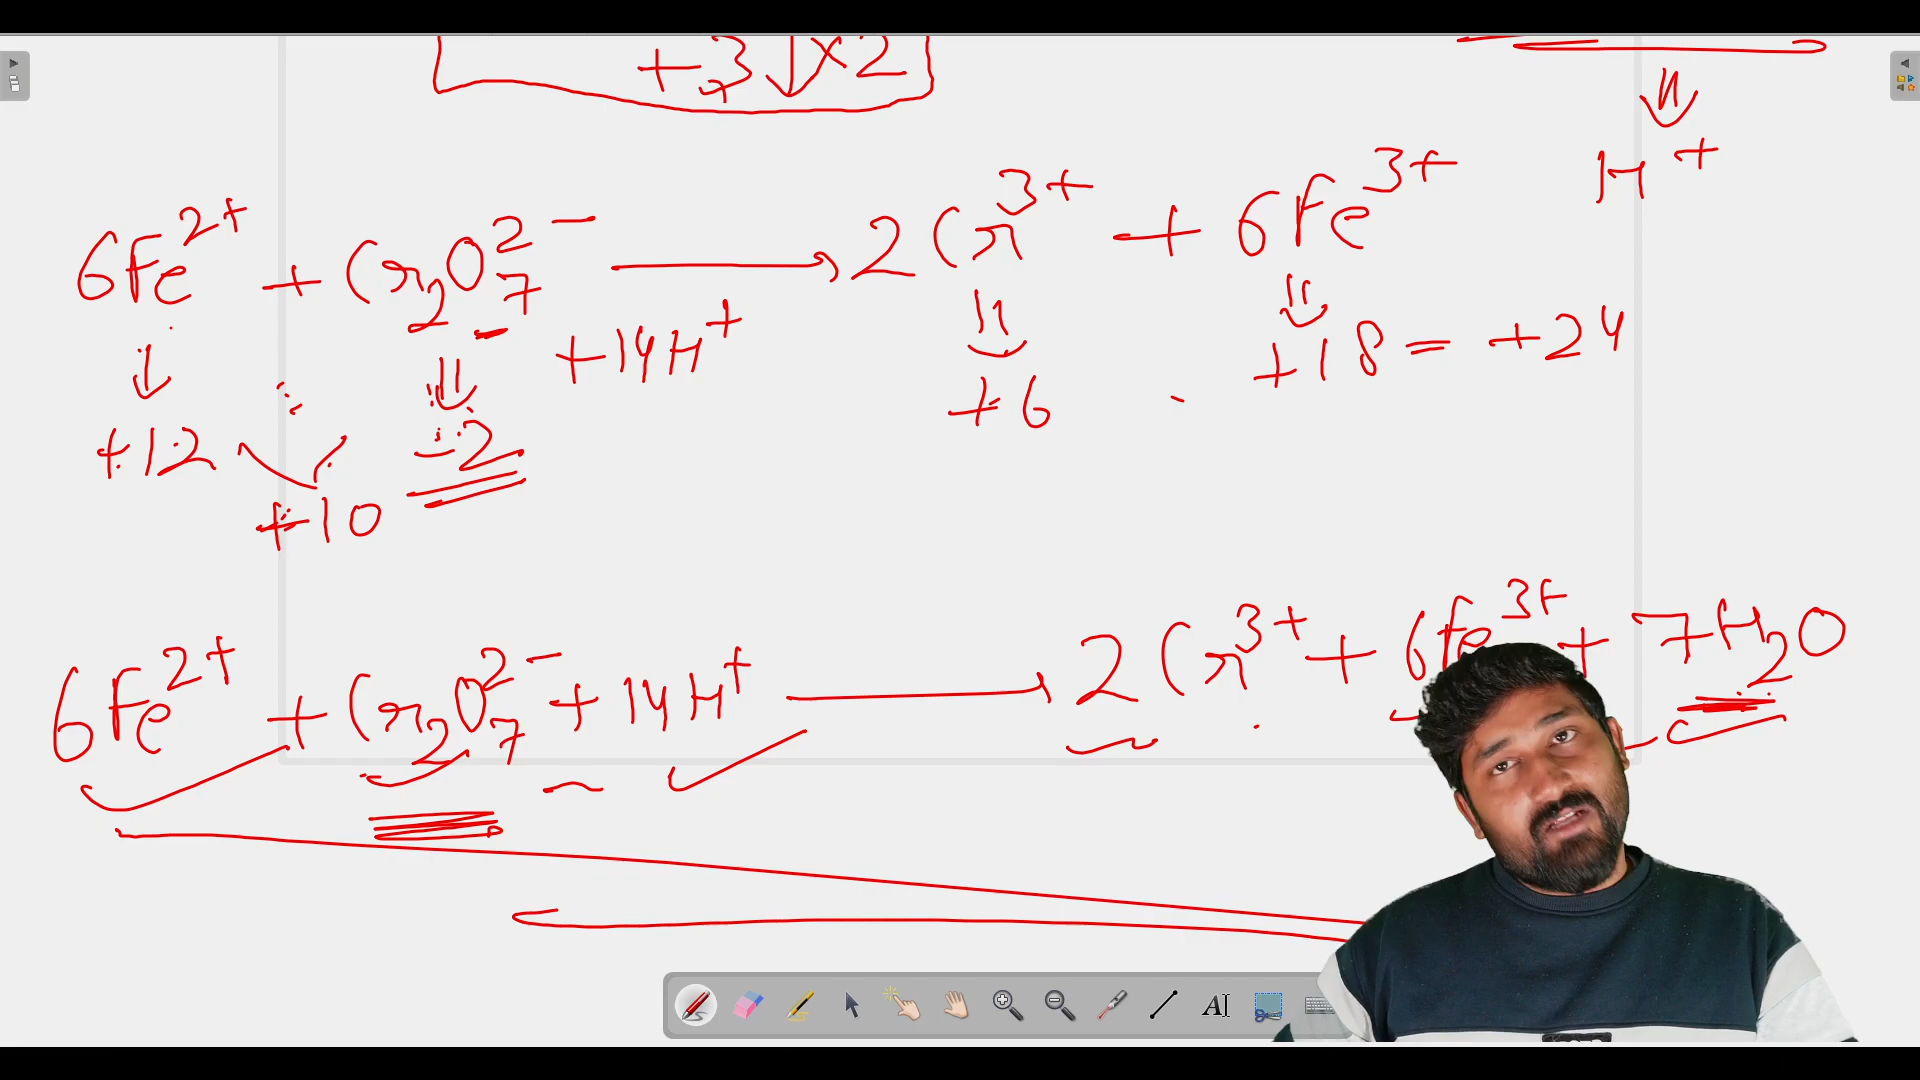 +3↓×2
H⁺
6Fe²⁺ + Cr₂O₇²⁻ + 14H⁺ → 2Cr³⁺ + 6Fe³⁺
+12 -2 +6 +18 = +24
+10
6Fe²⁺ + Cr₂O₇²⁻ + 14H⁺ → 2Cr³⁺ + 6Fe³⁺ + 7H₂O
AI